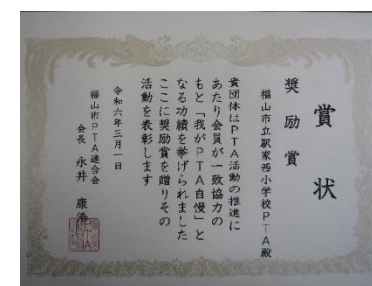 賞状
奨励賞
福山市立駅家西小学校PTA殿
貴団体はPTA活動の推進に
あたり会員が一致協力の
もと「我がPTA自慢」と
なる功績を挙げられました
ここに奨励賞を贈りその
活動を表彰します
令和六年三月一日
福山市PTA連合会
会長 永井 康浩